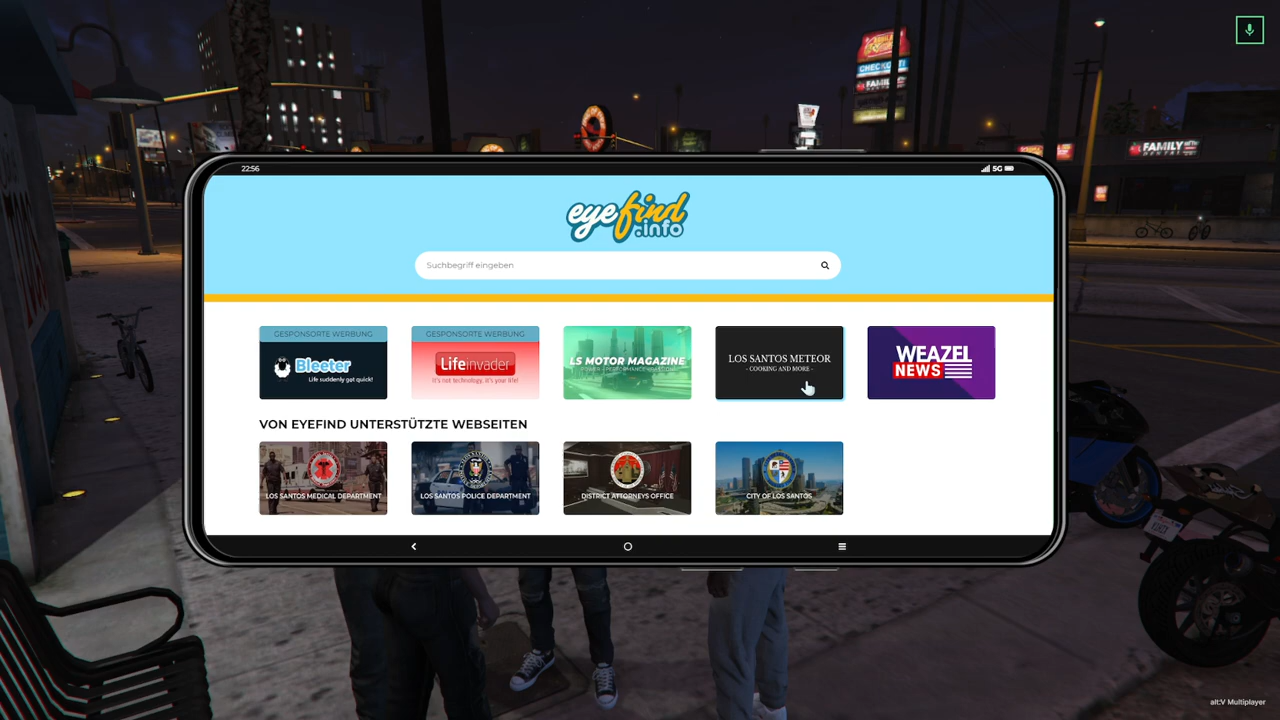 CHECKOUT!
FAMILY
FAMILY
22:56
5G
eyefind
.info
Suchbegriff eingeben
GESPONSORTE WERBUNG
Bleeter
Life suddenly got quick!
GESPONSORTE WERBUNG
Lifeinvader
It's not technology, it's your life!
LS MOTOR MAGAZINE
LOS SANTOS METEOR
- COOKING AND MORE -
WEAZEL
NEWS
VON EYEFIND UNTERSTÜTZTE WEBSEITEN
LOS SANTOS MEDICAL DEPARTMENT
LOS SANTOS POLICE DEPARTMENT
DISTRICT ATTORNEYS OFFICE
CITY OF LOS SANTOS
alt:V Multiplayer